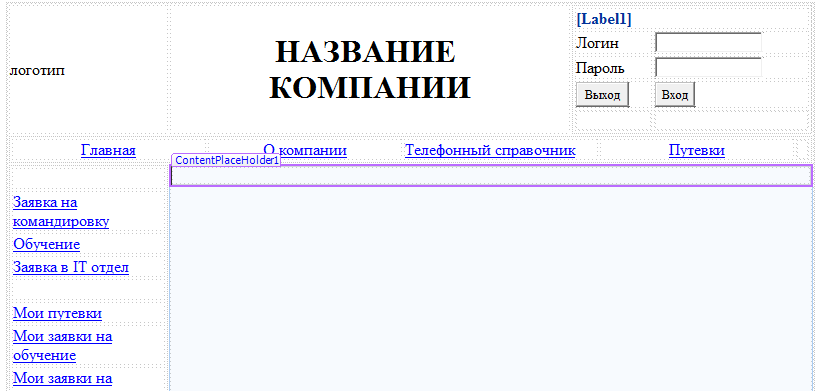 [Label1]
НАЗВАНИЕ
КОМПАНИИ
логотип
Логин
Пароль
Выход Вход
Главная О компании Телефонный справочник Путевки
ContentPlaceHolder1
Заявка на
командировку
Обучение
Заявка в IT отдел
Мои путевки
Мои заявки на
обучение
Мои заявки на